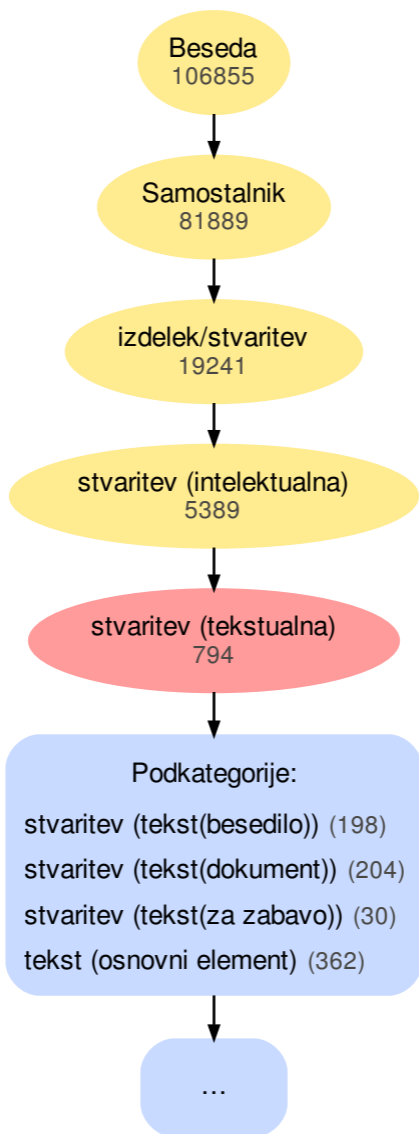 Beseda
106855
Samostalnik
81889
izdelek/stvaritev
19241
stvaritev (intelektualna)
5389
stvaritev (tekstualna)
794
Podkategorije:
stvaritev (tekst(besedilo)) (198)
stvaritev (tekst(dokument)) (204)
stvaritev (tekst(za zabavo)) (30)
tekst (osnovni element) (362)
...